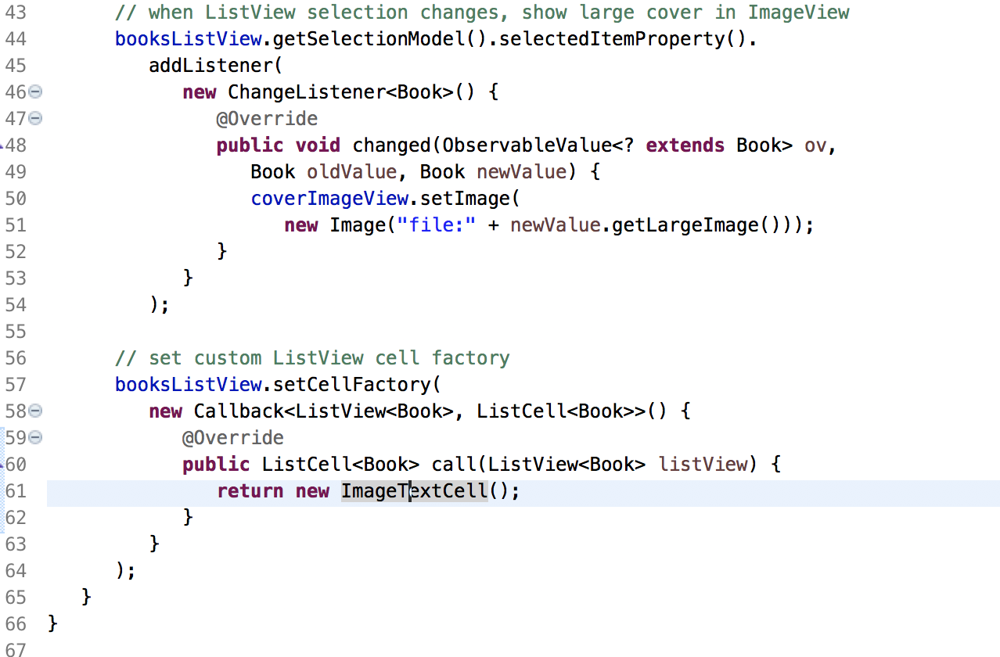 43 // when ListView selection changes, show large cover in ImageView
44 booksListView.getSelectionModel().selectedItemProperty().
45 addListener(
46 new ChangeListener<Book>() {
47 @Override
48 public void changed(ObservableValue<? extends Book> ov,
49 Book oldValue, Book newValue) {
50 coverImageView.setImage(
51 new Image("file:" + newValue.getLargeImage()));
52 }
53 }
54 );
55
56 // set custom ListView cell factory
57 booksListView.setCellFactory(
58 new Callback<ListView<Book>, ListCell<Book>>() {
59 @Override
60 public ListCell<Book> call(ListView<Book> listView) {
61 return new ImageTextCell();
62 }
63 }
64 );
65 }
66 }
67